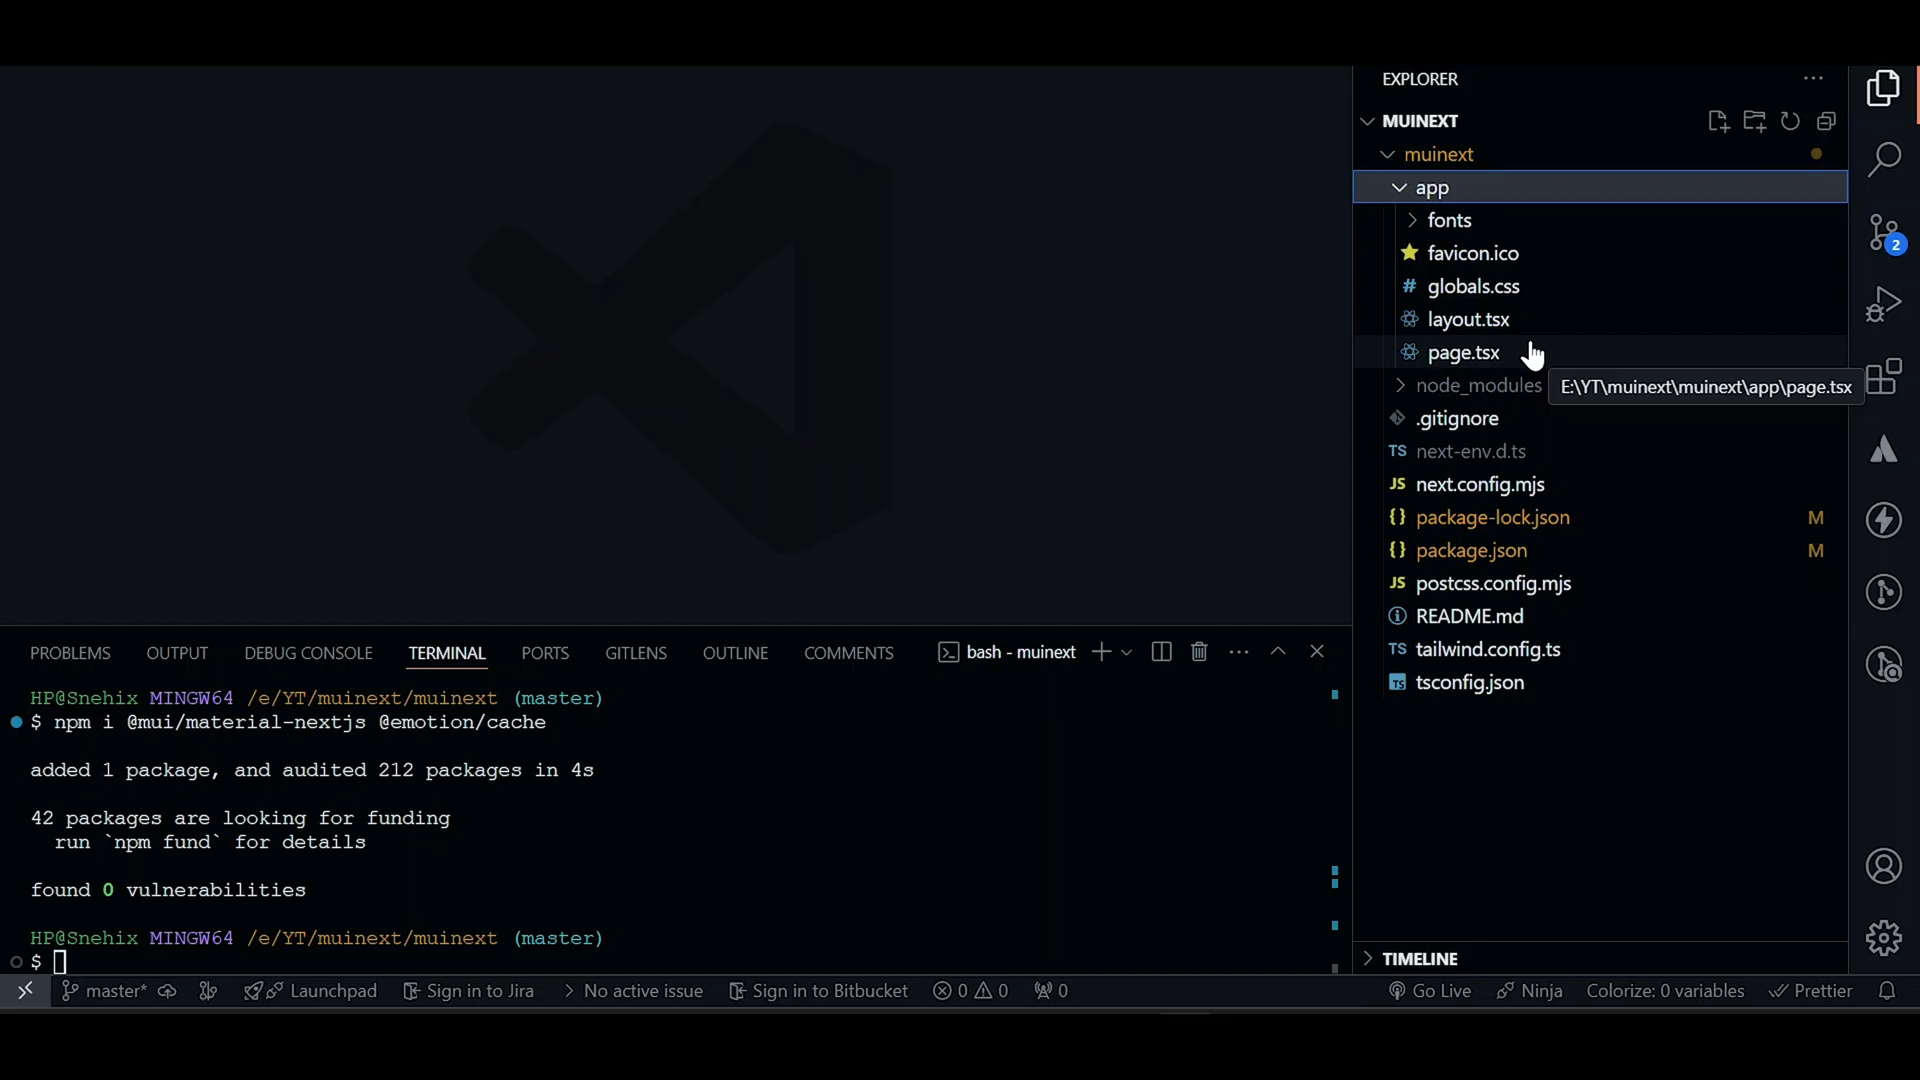 EXPLORER
MUINEXT
muinext
app
fonts
favicon.ico
# globals.css
layout.tsx
page.tsx
node_modules
E:\YT\muinext\muinext\app\page.tsx
.gitignore
TS next-env.d.ts
JS next.config.mjs
{} package-lock.json M
{} package.json M
JS postcss.config.mjs
README.md
TS tailwind.config.ts
TS tsconfig.json
TIMELINE
2
PROBLEMS OUTPUT DEBUG CONSOLE TERMINAL PORTS GITLENS OUTLINE COMMENTS bash - muinext
HP@Snehix MINGW64 /e/YT/muinext/muinext (master)
$ npm i @mui/material-nextjs @emotion/cache
added 1 package, and audited 212 packages in 4s
42 packages are looking for funding
run `npm fund` for details
found 0 vulnerabilities
HP@Snehix MINGW64 /e/YT/muinext/muinext (master)
$
master* Launchpad Sign in to Jira No active issue Sign in to Bitbucket 0 0 0 Go Live Ninja Colorize: 0 variables Prettier